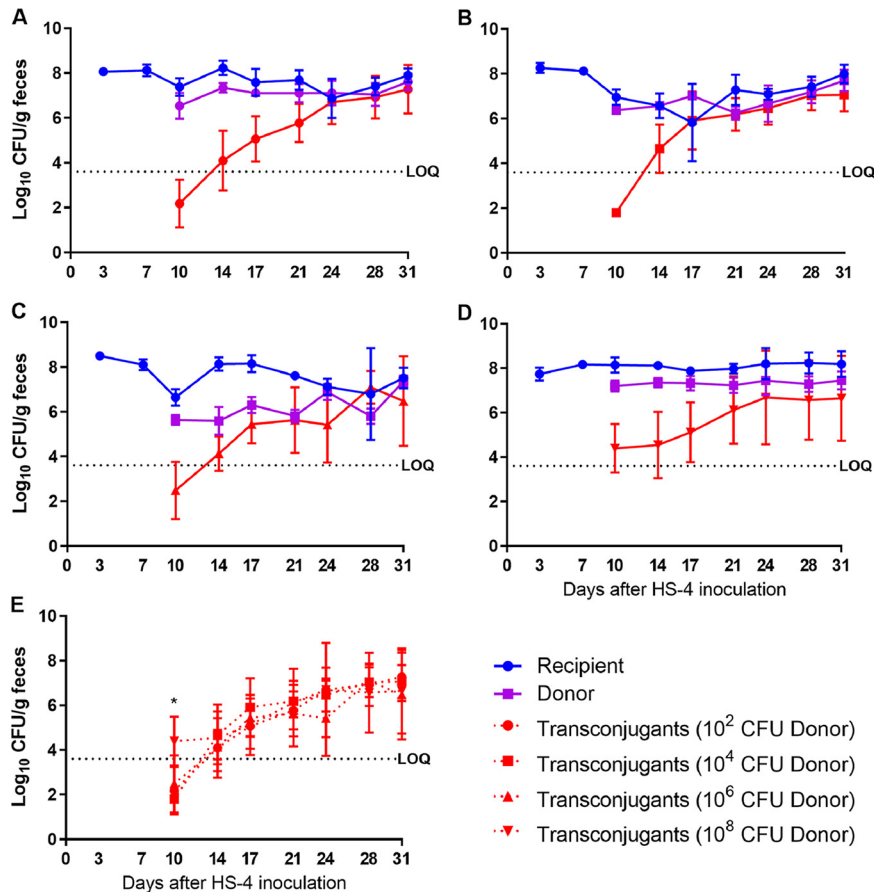 A
Log10 CFU/g feces
10
8
6
4
2
0
LOQ
0 3 7 10 14 17 21 24 28 31
B
10
8
6
4
2
0
LOQ
0 3 7 10 14 17 21 24 28 31
C
Log10 CFU/g feces
10
8
6
4
2
0
LOQ
0 3 7 10 14 17 21 24 28 31
D
10
8
6
4
2
0
LOQ
0 3 7 10 14 17 21 24 28 31
Days after HS-4 inoculation
E
Log10 CFU/g feces
10
8
6
4
2
0
*
LOQ
0 3 7 10 14 17 21 24 28 31
Days after HS-4 inoculation
Recipient
Donor
Transconjugants (10² CFU Donor)
Transconjugants (10⁴ CFU Donor)
Transconjugants (10⁶ CFU Donor)
Transconjugants (10⁸ CFU Donor)